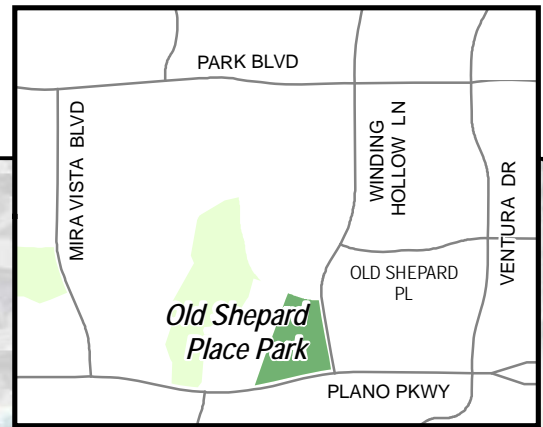 PARK BLVD
MIRA VISTA BLVD
WINDING
HOLLOW LN
VENTURA DR
OLD SHEPARD
PL
Old Shepard
Place Park
PLANO PKWY